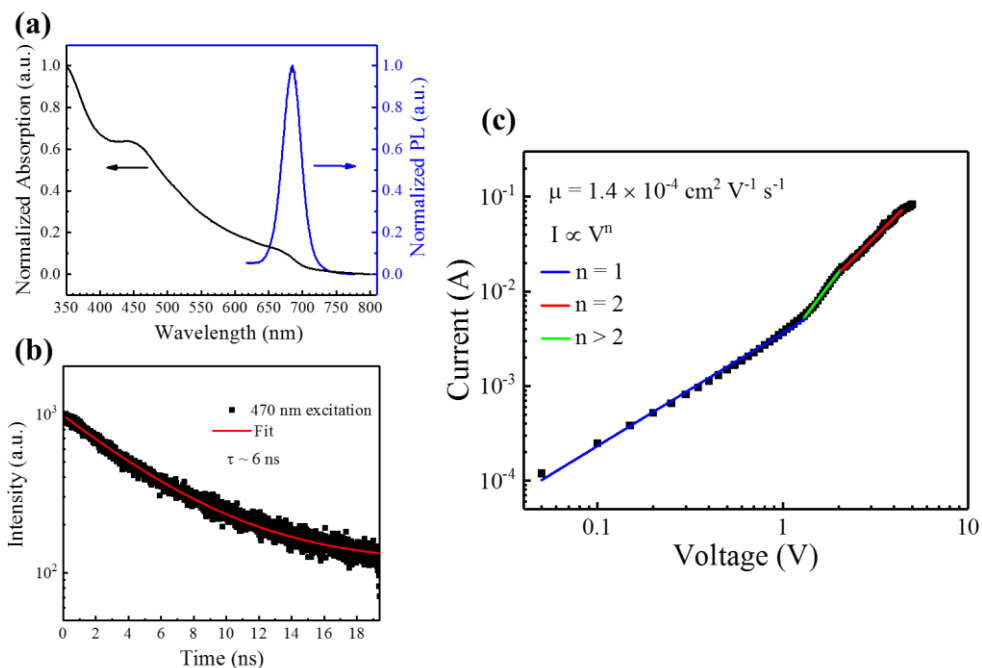 (a)
Normalized Absorption (a.u.)
1.0
0.8
0.6
0.4
0.2
0.0
350 400 450 500 550 600 650 700 750 800
Wavelength (nm)
1.0
0.8
0.6
0.4
0.2
0.0
Normalized PL (a.u.)
(b)
Intensity (a.u.)
10³
10²
470 nm excitation
Fit
τ ~ 6 ns
0 2 4 6 8 10 12 14 16 18
Time (ns)
(c)
Current (A)
10⁻¹
10⁻²
10⁻³
10⁻⁴
μ = 1.4 × 10⁻⁴ cm² V⁻¹ s⁻¹
I ∝ Vⁿ
n = 1
n = 2
n > 2
0.1 1 10
Voltage (V)